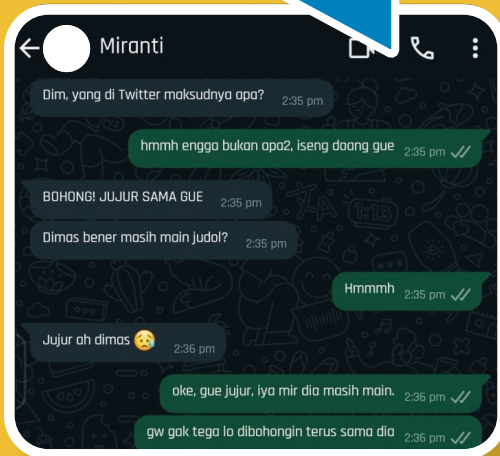 Miranti
Dim, yang di Twitter maksudnya apa?
2:35 pm
hmmh engga bukan apa2, iseng doang gue
2:35 pm
BOHONG! JUJUR SAMA GUE
2:35 pm
Dimas bener masih main judol?
2:35 pm
Hmmmh
2:35 pm
Jujur ah dimas 😥
2:36 pm
oke, gue jujur, iya mir dia masih main.
2:36 pm
gw gak tega lo dibohongin terus sama dia
2:36 pm